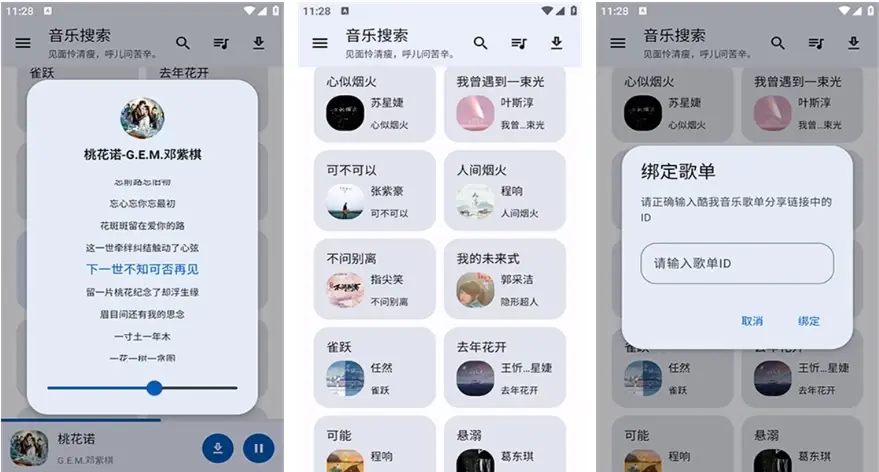 11:28
音乐搜索
见面怜清瘦，呼儿问苦辛。
雀跃
去年花开
桃花诺-G.E.M.邓紫棋
忘心忘你忘最初
花斑斑留在爱你的路
这一世牵绊纠结触动了心弦
下一世不知可否再见
留一片桃花纪念了却浮生缘
眉目间还有我的思念
一寸土一年木
一花一树一贪图
桃花诺
G.E.M.邓紫棋
11:28
音乐搜索
见面怜清瘦，呼儿问苦辛。
心似烟火
苏星婕
心似烟火
我曾遇到一束光
叶斯淳
我曾...束光
可不可以
张紫豪
可不可以
人间烟火
程响
人间烟火
不问别离
指尖笑
不问别离
我的未来式
郭采洁
隐形超人
雀跃
任然
雀跃
去年花开
王忻...星婕
去年花开
可能
程响
悬溺
葛东琪
11:28
音乐搜索
见面怜清瘦，呼儿问苦辛。
心似烟火
苏星婕
心似烟火
我曾遇到一束光
叶斯淳
我曾...束光
绑定歌单
请正确输入酷我音乐歌单分享链接中的
ID
请输入歌单ID
取消
绑定
雀跃
任然
雀跃
去年花开
王忻...星婕
去年花开
可能
程响
悬溺
葛东琪